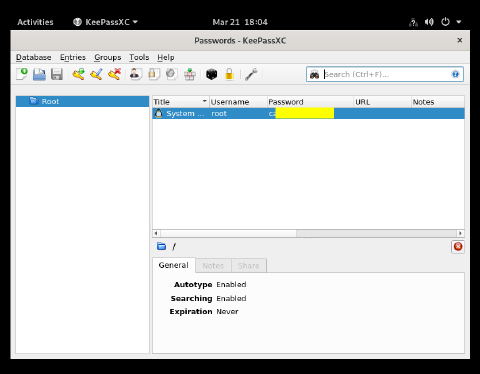 Activities KeePassXC Mar 21 18:04
Passwords - KeePassXC ×
Database Entries Groups Tools Help
Search (Ctrl+F)... ?
Root
Title Username Password URL Notes
System ... root
/
General Notes Share
Autotype Enabled
Searching Enabled
Expiration Never